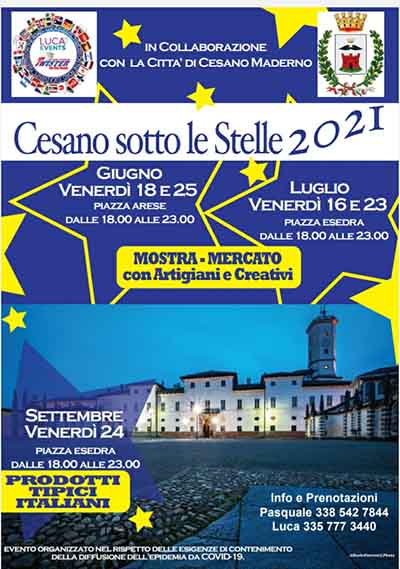 LUCA
EVENTS
TWISTER
IN COLLABORAZIONE
CON LA CITTA' DI CESANO MADERNO
Cesano sotto le Stelle 2021
GIUGNO
VENERDÌ 18 E 25
PIAZZA ARESE
DALLE 18.00 ALLE 23.00
LUGLIO
VENERDÌ 16 E 23
PIAZZA ESEDRA
DALLE 18.00 ALLE 23.00
MOSTRA - MERCATO
con Artigiani e Creativi
SETTEMBRE
VENERDÌ 24
PIAZZA ESEDRA
DALLE 18.00 ALLE 23.00
PRODOTTI
TIPICI
ITALIANI
Info e Prenotazioni
Pasquale 338 542 7844
Luca 335 777 3440
EVENTO ORGANIZZATO NEL RISPETTO DELLE ESIGENZE DI CONTENIMENTO
DELLA DIFFUSIONE DELL'EPIDEMIA DA COVID-19.